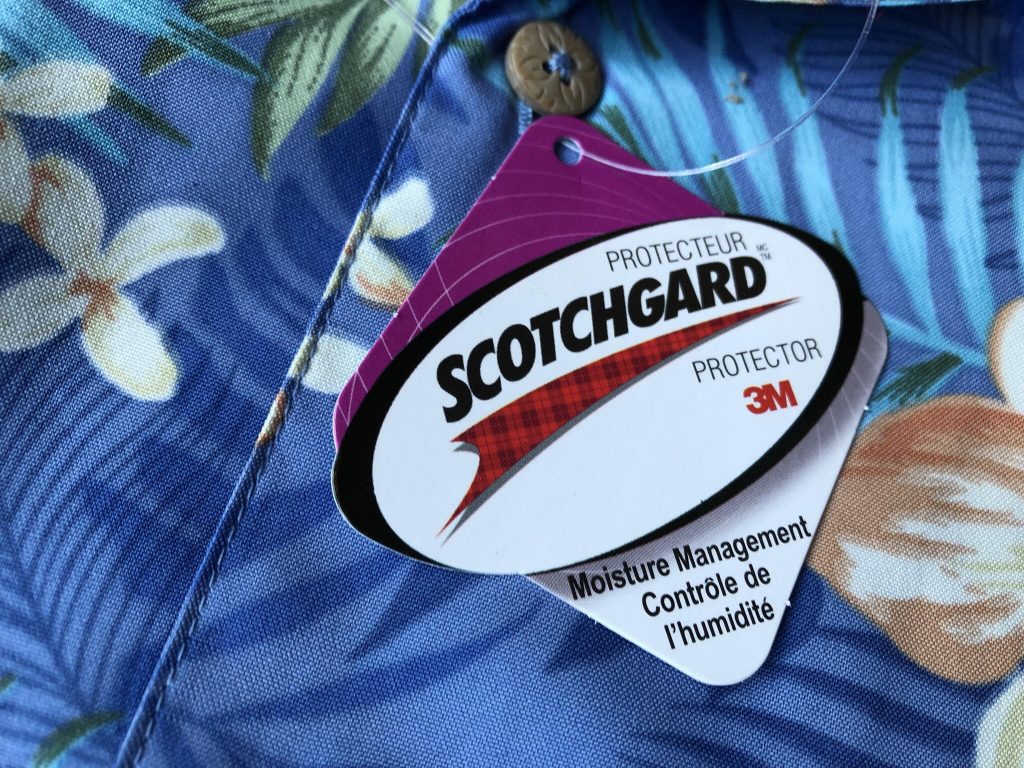 PROTECTEUR MC
SCOTCHGARD TM
PROTECTOR
3M
Moisture Management
Contrôle de
l'humidité